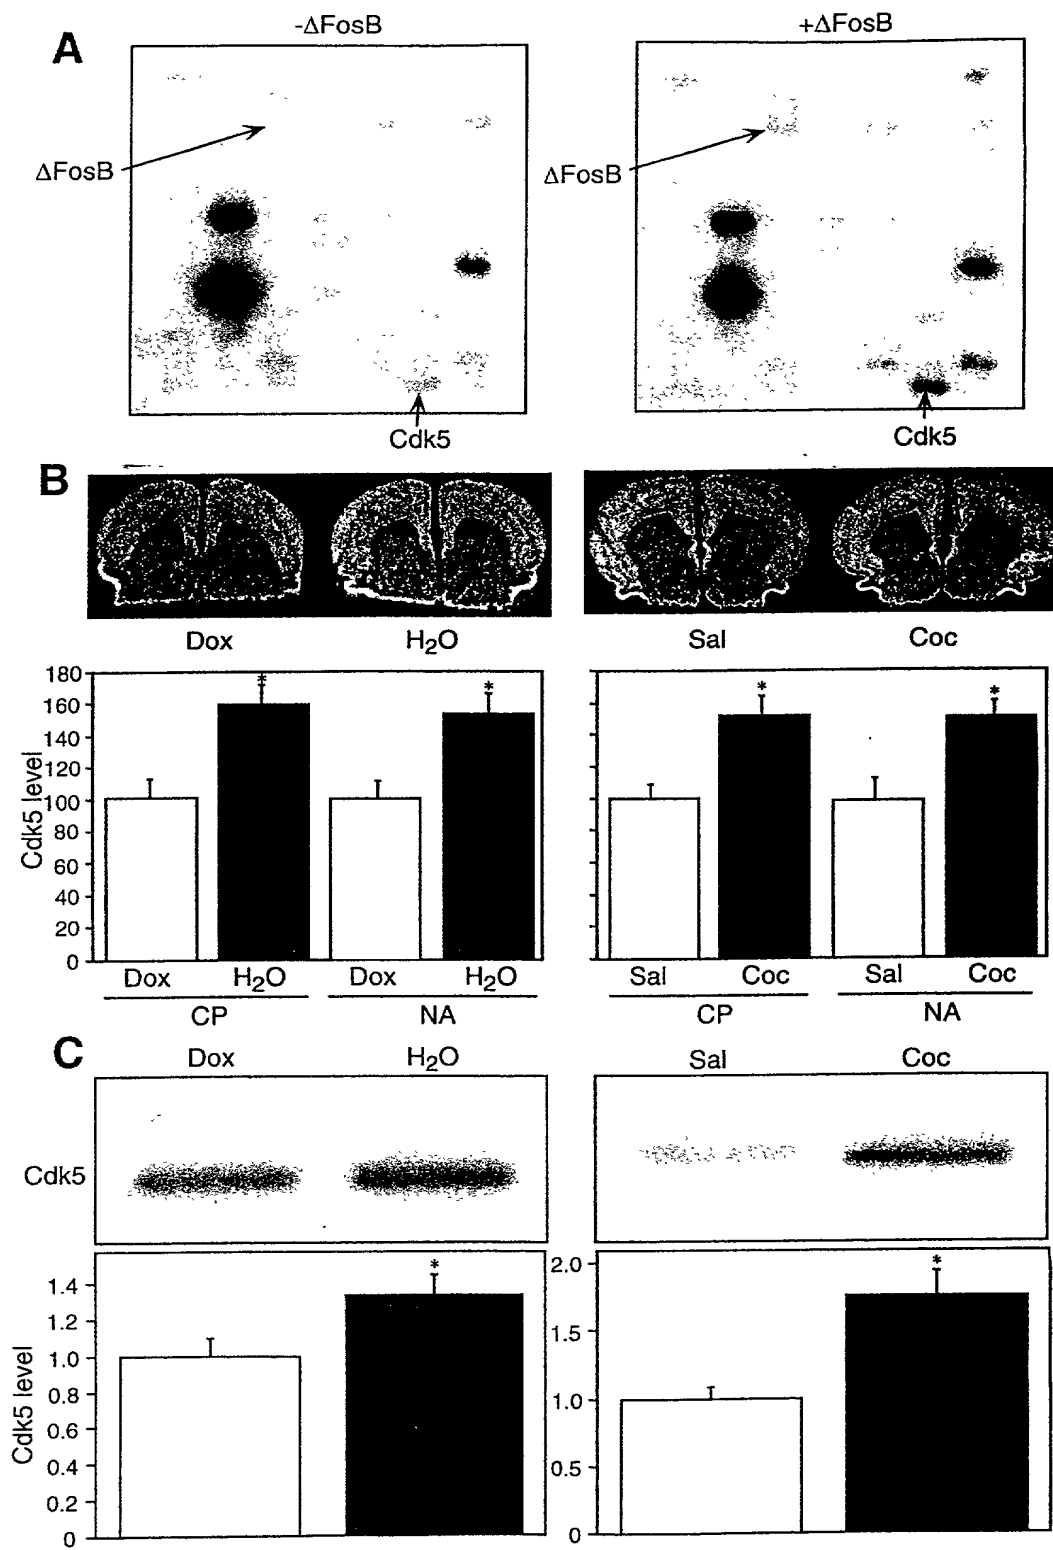 A
-ΔFosB
+ΔFosB
ΔFosB
ΔFosB
Cdk5
Cdk5
B
Dox H₂O Sal Coc
180
160
140
120
100
80
60
40
20
0
Cdk5 level
* * * *
Dox H₂O Dox H₂O Sal Coc Sal Coc
CP NA CP NA
C
Dox H₂O Sal Coc
Cdk5
1.4
1.2
1.0
0.8
0.6
0.4
0.2
0
Cdk5 level
*
2.0
1.5
1.0
0.5
0
*